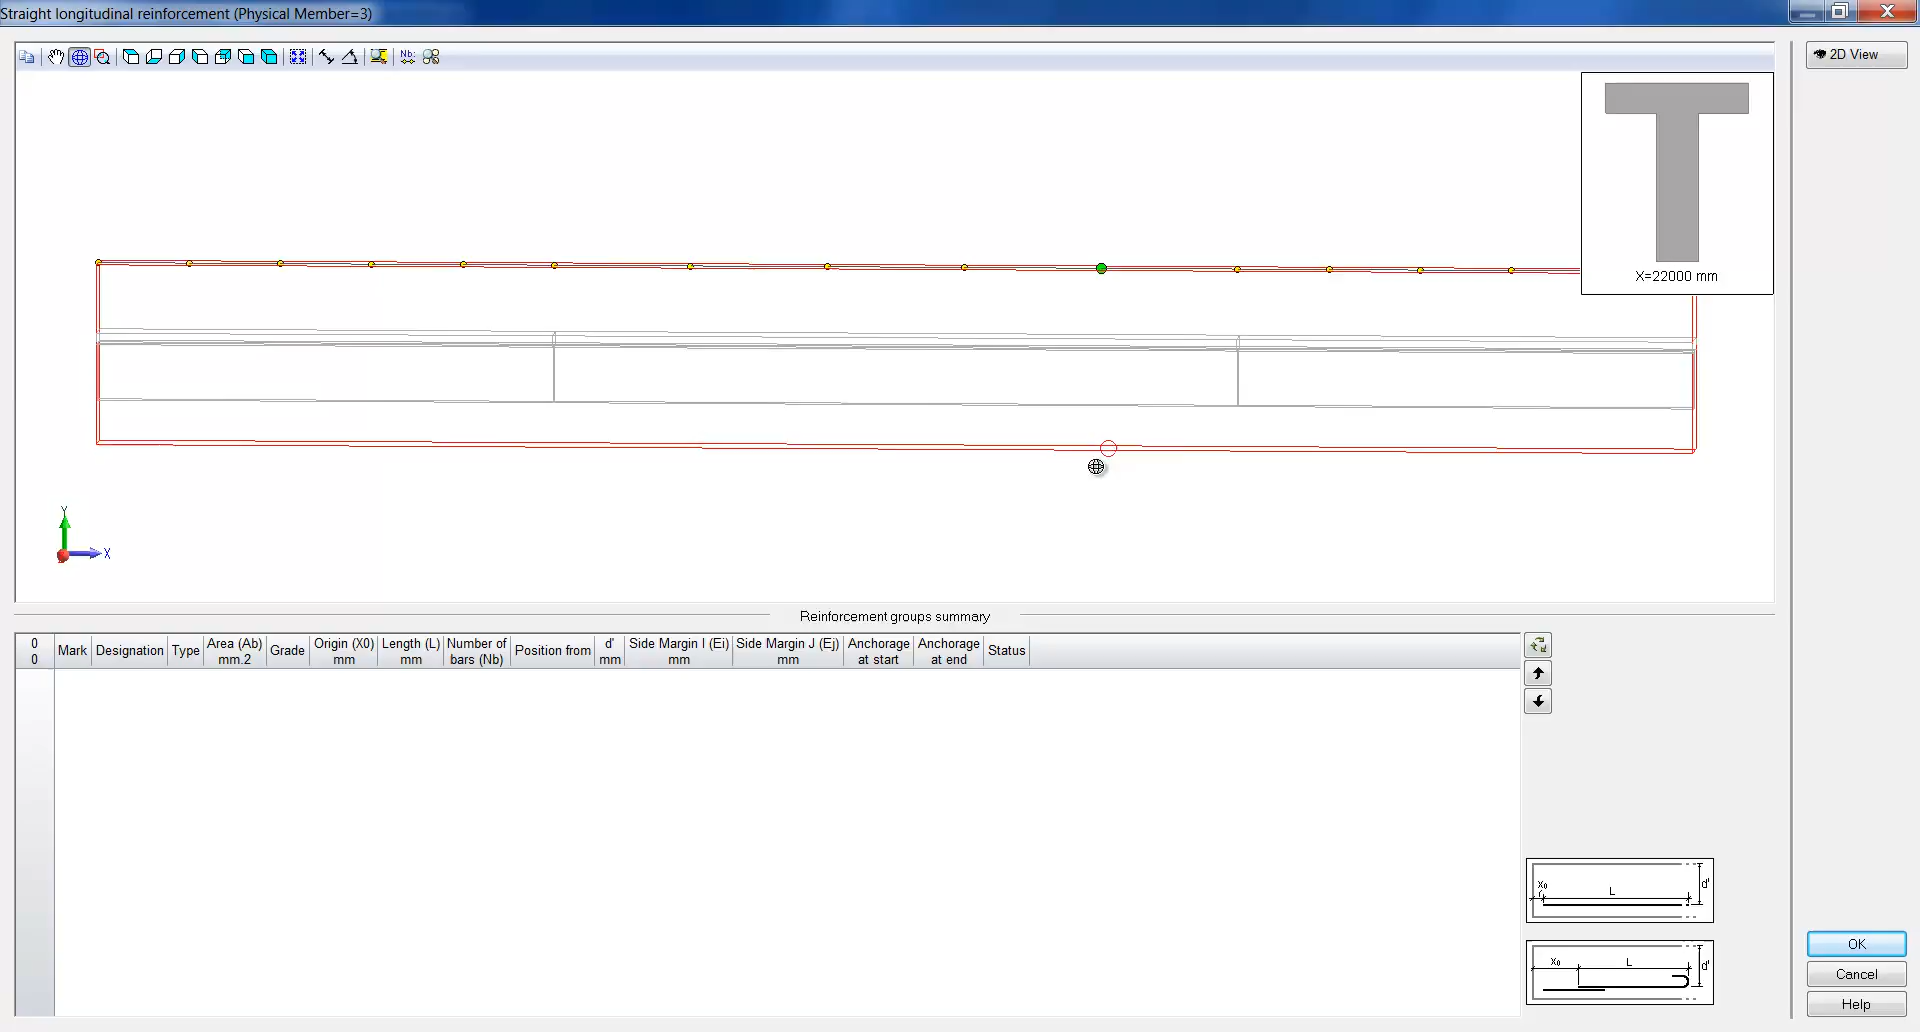 Straight longitudinal reinforcement (Physical Member=3)
Nb:
2D View
X=22000 mm
Y
X
Reinforcement groups summary
0
0
Mark
Designation
Type
Area (Ab)
mm.2
Grade
Origin (X0)
mm
Length (L)
mm
Number of
bars (Nb)
Position from
d'
mm
Side Margin I (Ei)
mm
Side Margin J (Ej)
mm
Anchorage
at start
Anchorage
at end
Status
X0
L
d'
X0
L
d'
OK
Cancel
Help